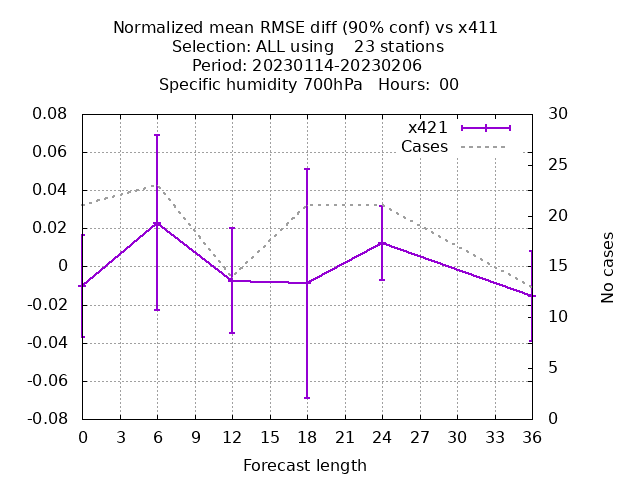 Normalized mean RMSE diff (90% conf) vs x411
Selection: ALL using    23 stations
Period: 20230114-20230206
Specific humidity 700hPa   Hours:  00
0.08
0.06
0.04
0.02
0
-0.02
-0.04
-0.06
-0.08
x421
Cases
30
25
20
15
10
5
0
No cases
0 3 6 9 12 15 18 21 24 27 30 33 36
Forecast length